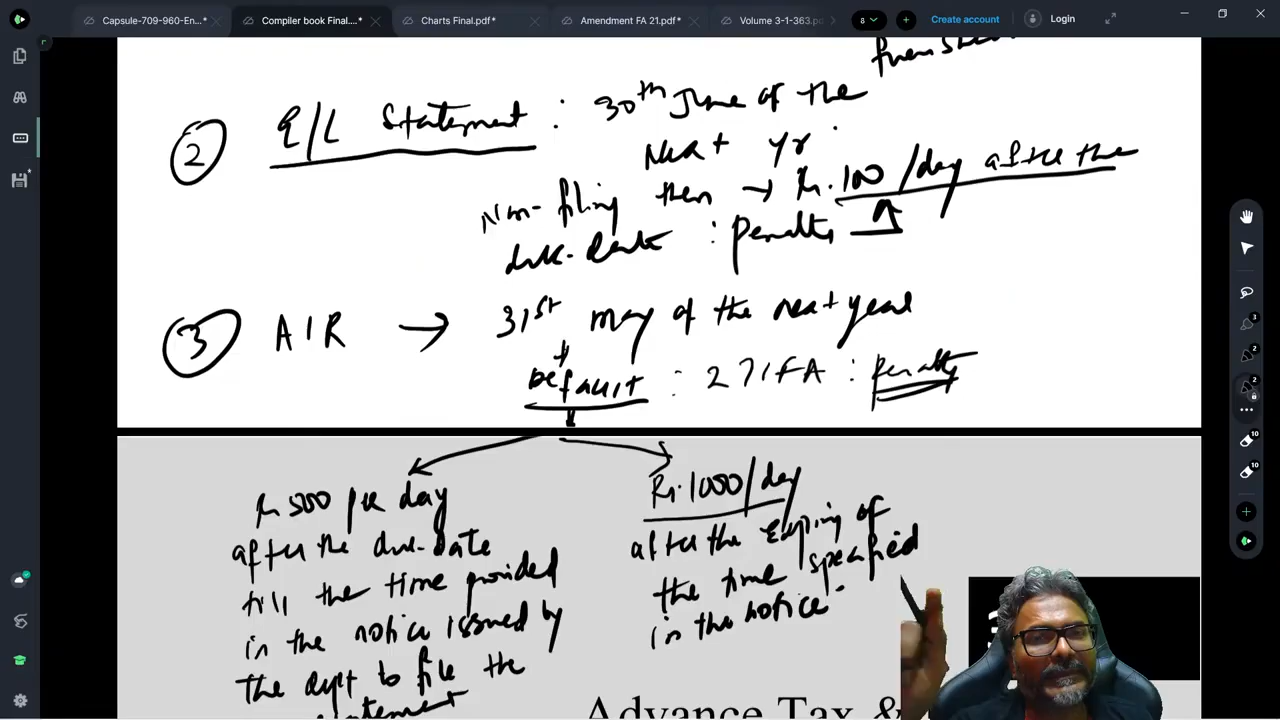 Capsule-709-960-En...*
Compiler book Final....*
Charts Final.pdf*
Amendment FA 21.pdf*
Volume 3-1-363.pd
8
Create account
Login
② E/L Statement : 30th June of the
Next yr.
Non-filing then → Rs. 100/day after the
due-date : penalty
③ AIR → 31st may of the next year
Default : 271FA : penalty
Rs 500 per day
after the due-date
till the time provided
in the notice issued by
the dept to file the
statement
Rs. 1000/day
after the expiry of
the time specified
in the notice
Advance Tax &